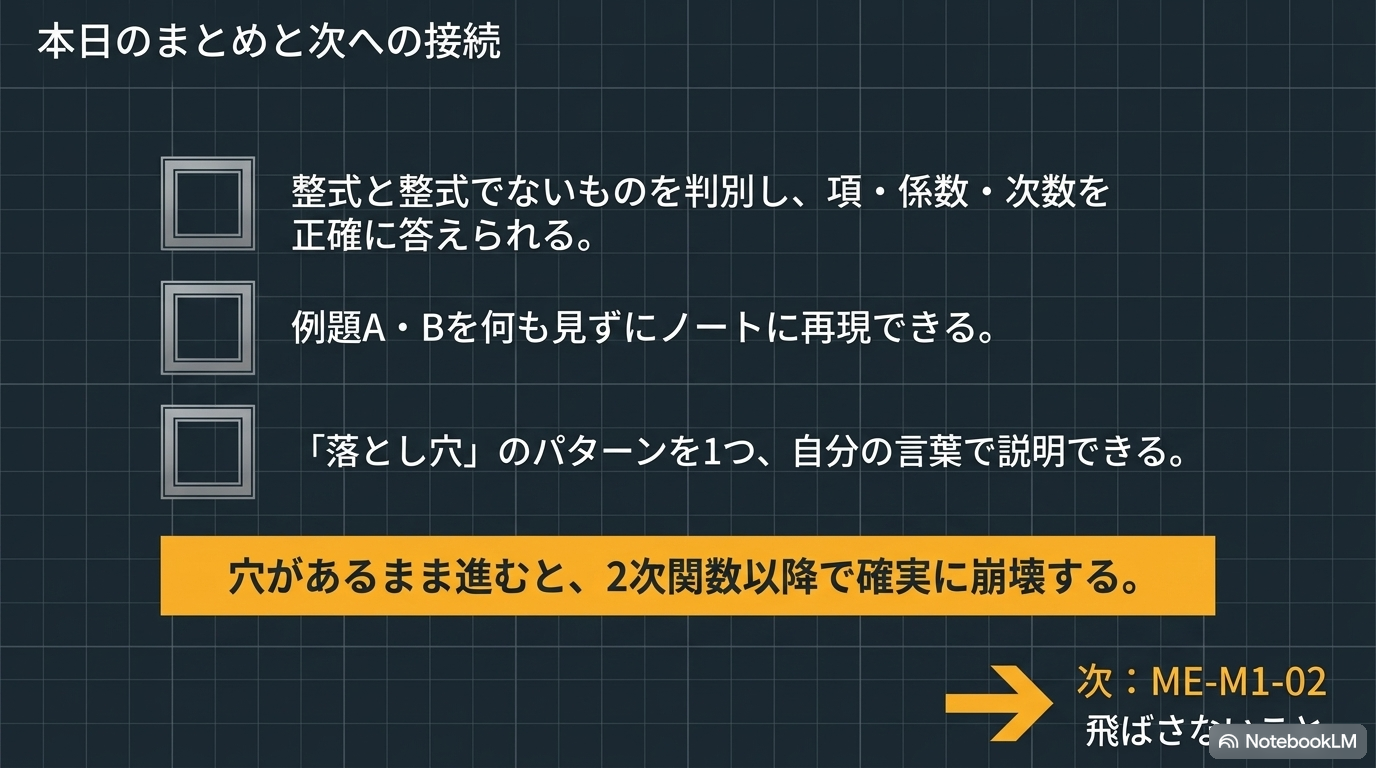 本日のまとめと次への接続
整式と整式でないものを判別し、項・係数・次数を
正確に答えられる。
例題A・Bを何も見ずにノートに再現できる。
「落とし穴」のパターンを1つ、自分の言葉で説明できる。
穴があるまま進むと、2次関数以降で確実に崩壊する。
次：ME-M1-02
飛ばさないこと
NotebookLM